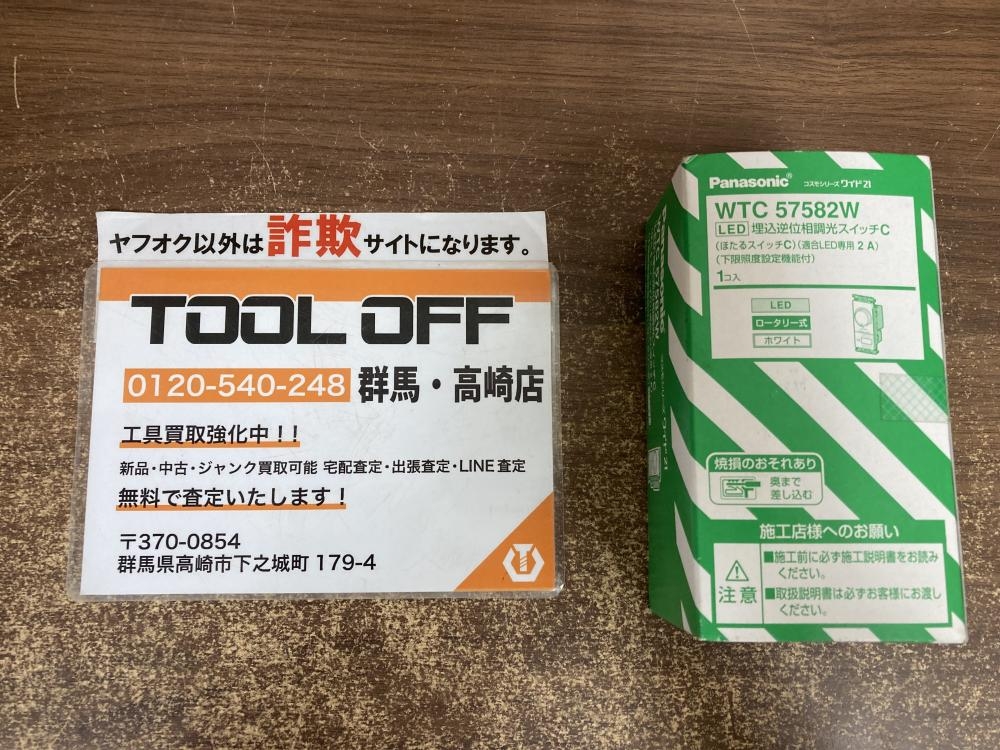 ヤフオク以外は詐欺サイトになります。
TOOL OFF
0120-540-248 群馬・高崎店
工具買取強化中!!
新品・中古・ジャンク買取可能 宅配査定・出張査定・LINE査定
無料で査定いたします!
〒370-0854
群馬県高崎市下之城町 179-4
Panasonic® コスモシリーズ ワイド21
WTC 57582W
LED 埋込逆位相調光スイッチC
(ほたるスイッチC)(適合LED専用 2 A)
(下限照度設定機能付)
1コ入
LED
ロータリー式
ホワイト
焼損のおそれあり
奥まで
差し込む
施工店様へのお願い
注意
■施工前に必ず施工説明書をお読み
ください。
■取扱説明書は必ずお客様にお渡し
ください。